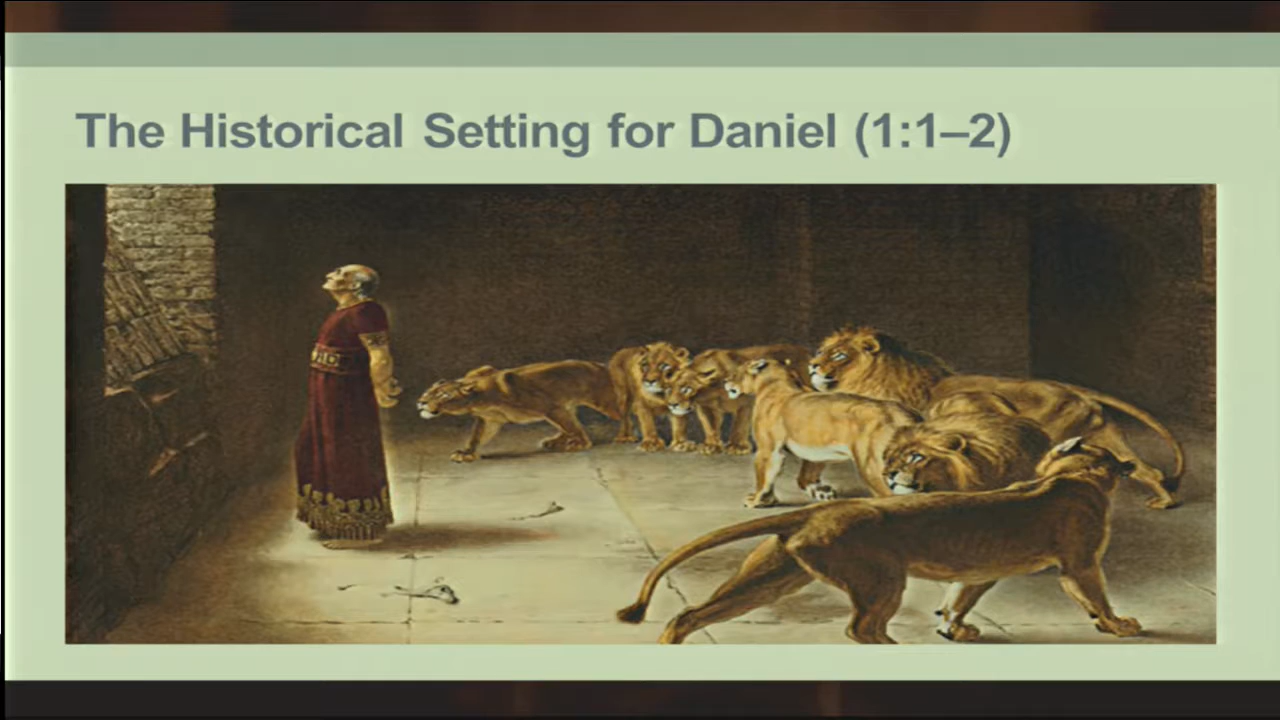 The Historical Setting for Daniel (1:1–2)